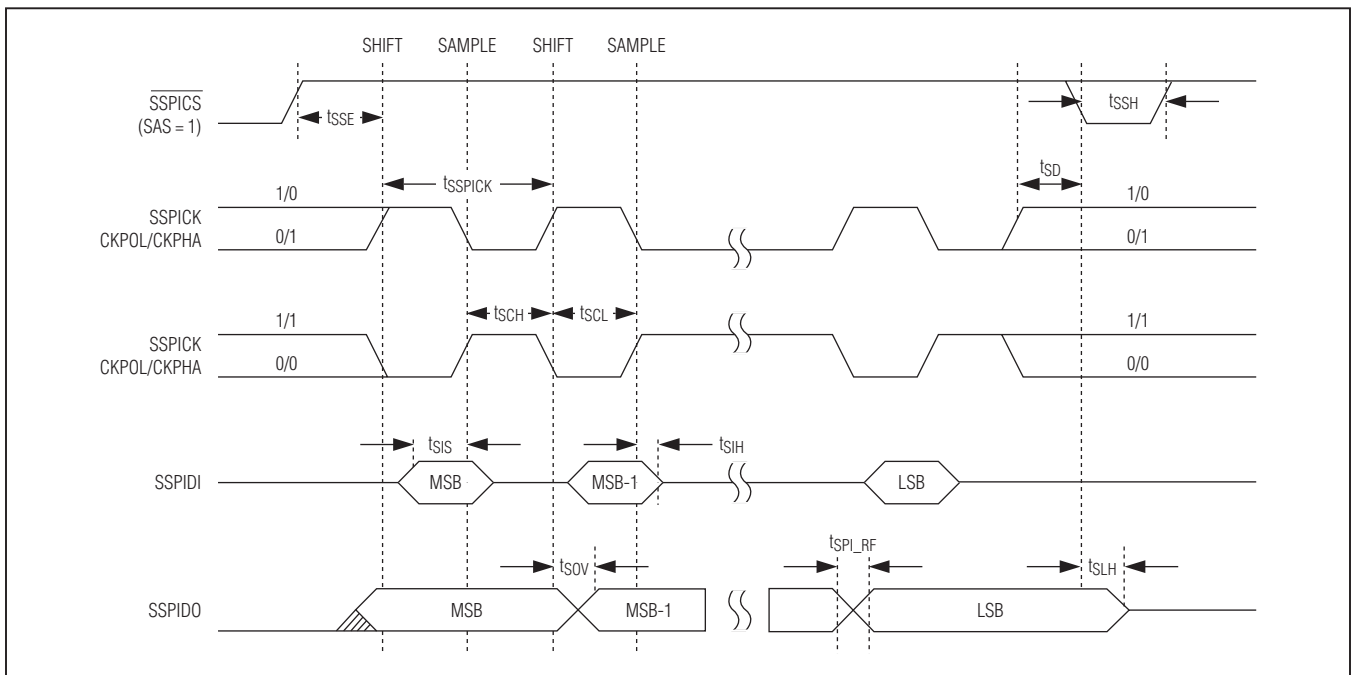 SHIFT SAMPLE SHIFT SAMPLE
SSPICS
(SAS = 1)
tSSE
tSSH
tSSPICK
tSD
SSPICK
CKPOL/CKPHA
1/0
0/1
1/0
0/1
tSCH
tSCL
SSPICK
CKPOL/CKPHA
1/1
0/0
1/1
0/0
tSIS
tSIH
SSPIDI
MSB
MSB-1
LSB
tSOV
tSPI_RF
tSLH
SSPIDO
MSB
MSB-1
LSB